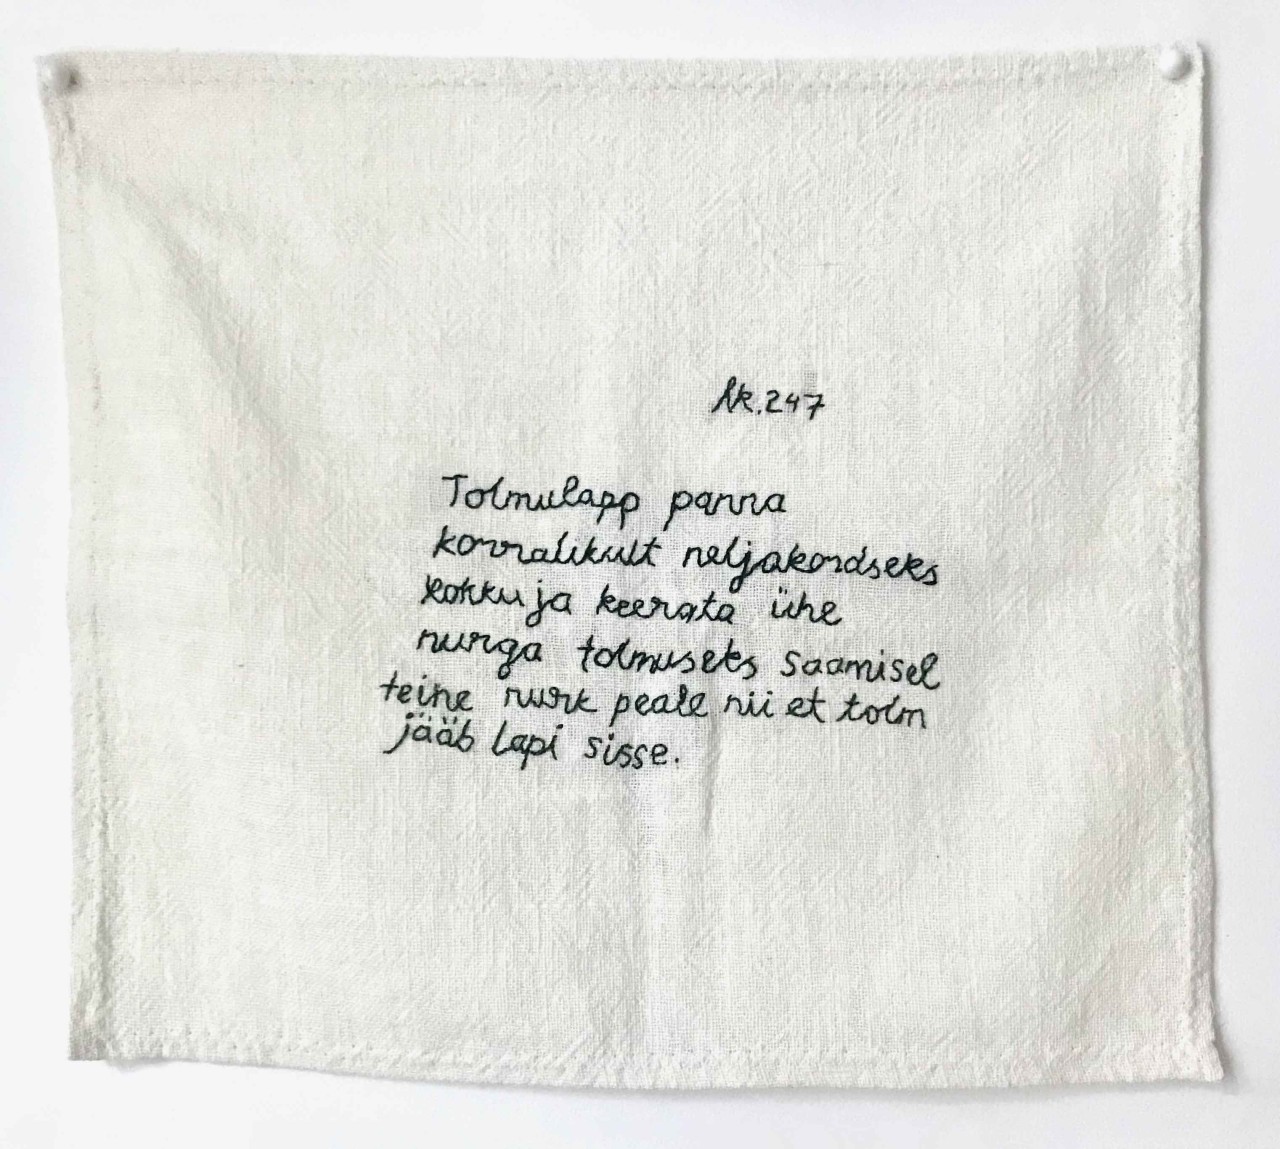 lk. 247
Tolmulapp panna
korralikult neljakordseks
kokku ja keerata ühe
nurga tolmuseks saamisel
teine nurk peale nii et tolm
jääb lapi sisse.